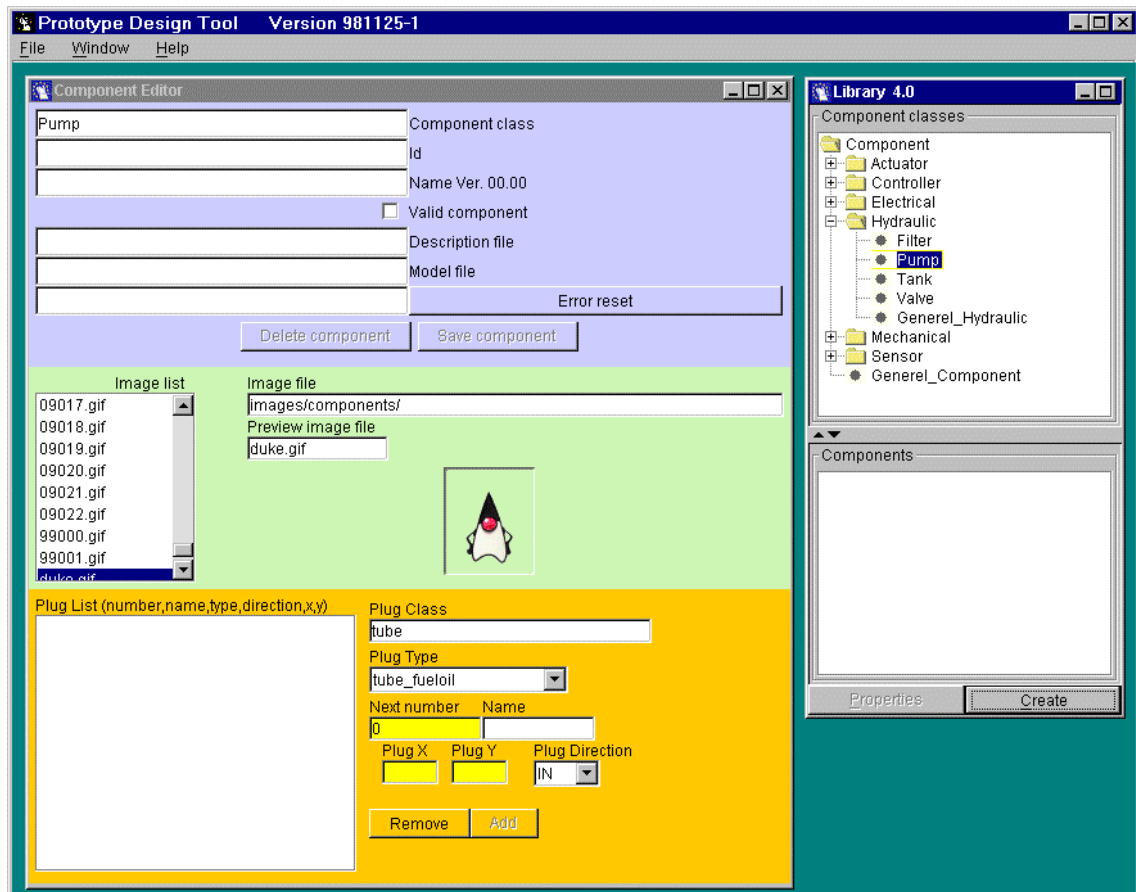 Prototype Design Tool Version 981125-1
File Window Help
Component Editor
Pump Component class
Id
Name Ver. 00.00
Valid component
Description file
Model file
Error reset
Delete component Save component
Image list
09017.gif
09018.gif
09019.gif
09020.gif
09021.gif
09022.gif
99000.gif
99001.gif
duke.gif
Image file
images/components/
Preview image file
duke.gif
Plug List (number,name,type,direction,x,y)
Plug Class
tube
Plug Type
tube_fueloil
Next number Name
0
Plug X Plug Y Plug Direction
IN
Remove Add
Library 4.0
Component classes
Component
Actuator
Controller
Electrical
Hydraulic
Filter
Pump
Tank
Valve
Generel_Hydraulic
Mechanical
Sensor
Generel_Component
Components
Properties Create